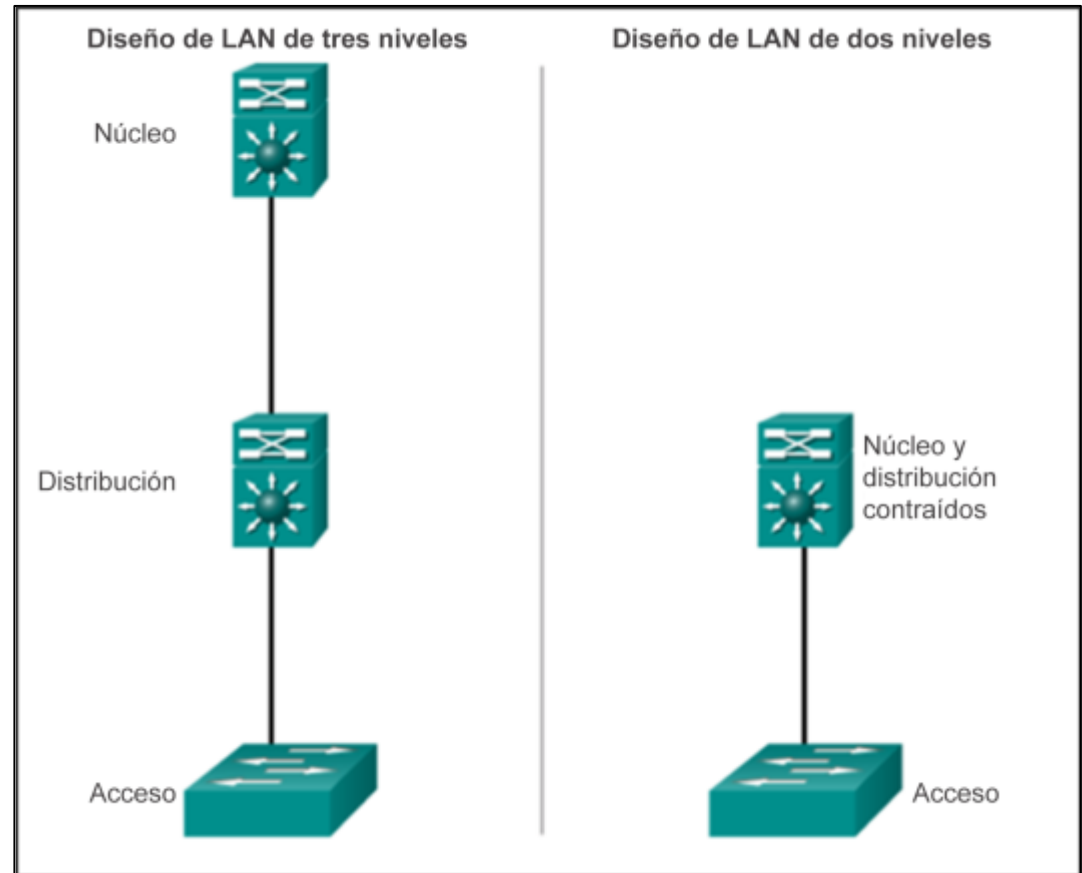 Diseño de LAN de tres niveles
Núcleo
Distribución
Acceso
Diseño de LAN de dos niveles
Núcleo y
distribución
contraídos
Acceso